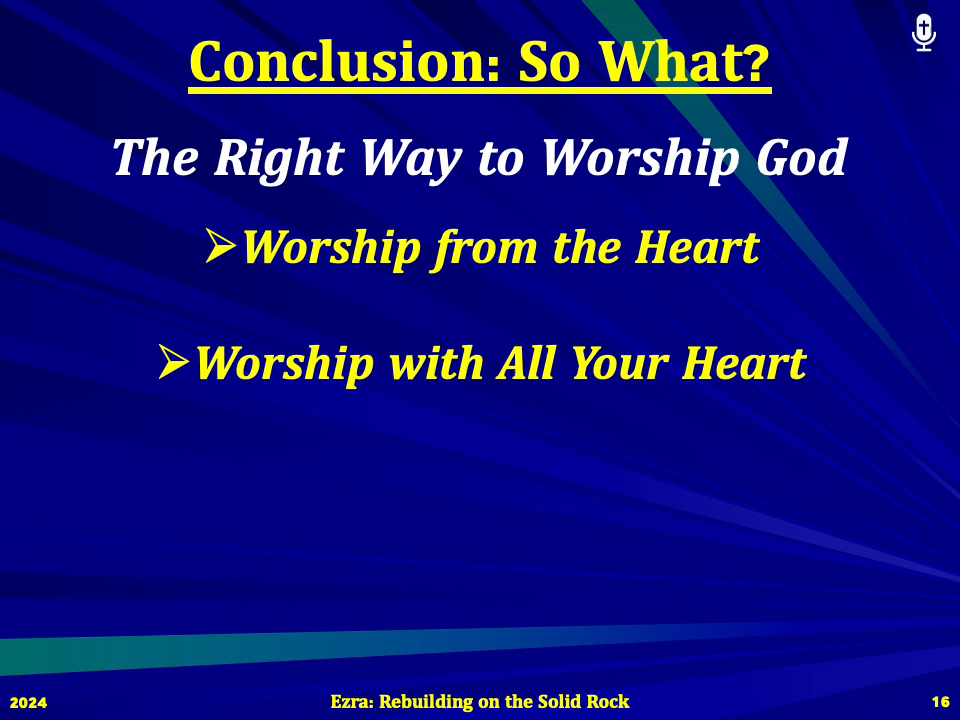 Conclusion: So What?
The Right Way to Worship God
➢Worship from the Heart
➢Worship with All Your Heart
2024
Ezra: Rebuilding on the Solid Rock
16